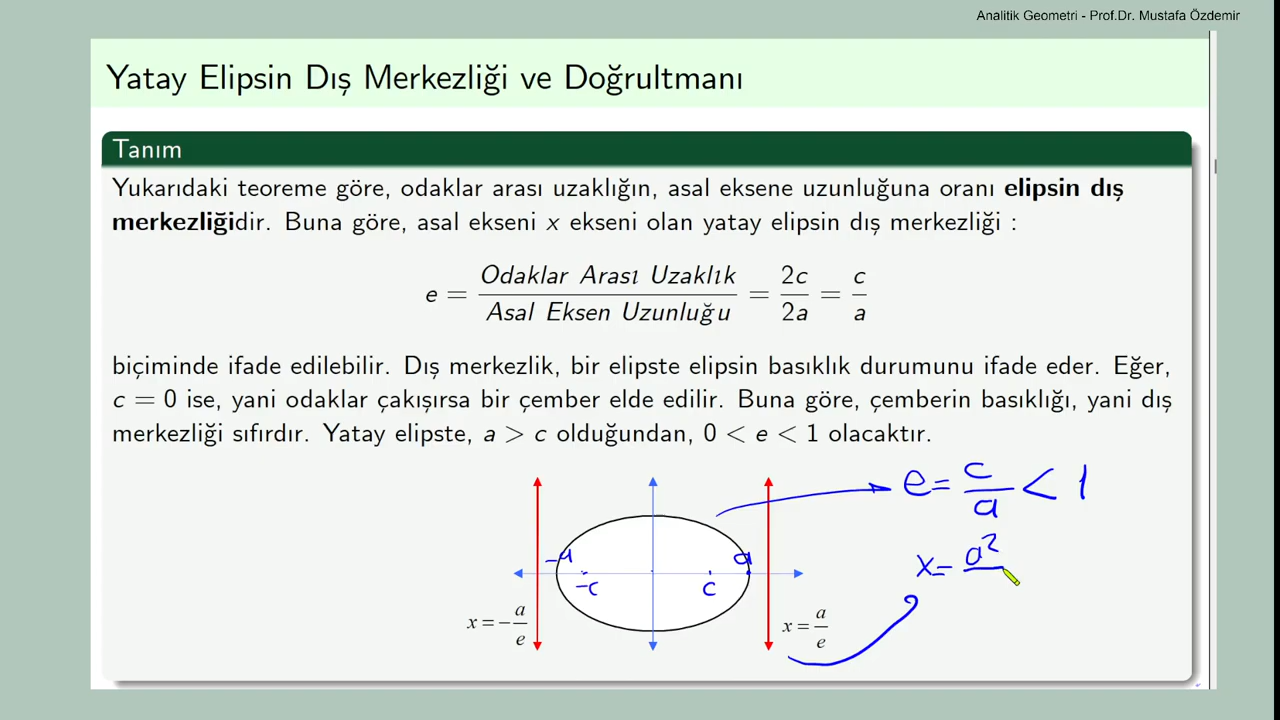 Analitik Geometri - Prof.Dr. Mustafa Özdemir
Yatay Elipsin Dış Merkezliği ve Doğrultmanı
Tanım
Yukarıdaki teoreme göre, odaklar arası uzaklığın, asal eksene uzunluğuna oranı elipsin dış
merkezliğidir. Buna göre, asal ekseni x ekseni olan yatay elipsin dış merkezliği :
e = Odaklar Arası Uzaklık / Asal Eksen Uzunluğu = 2c / 2a = c / a
biçiminde ifade edilebilir. Dış merkezlik, bir elipste elipsin basıklık durumunu ifade eder. Eğer,
c = 0 ise, yani odaklar çakışırsa bir çember elde edilir. Buna göre, çemberin basıklığı, yani dış
merkezliği sıfırdır. Yatay elipste, a > c olduğundan, 0 < e < 1 olacaktır.
e = c / a < 1
-a a
x = a²
-c c
x = - a / e
x = a / e